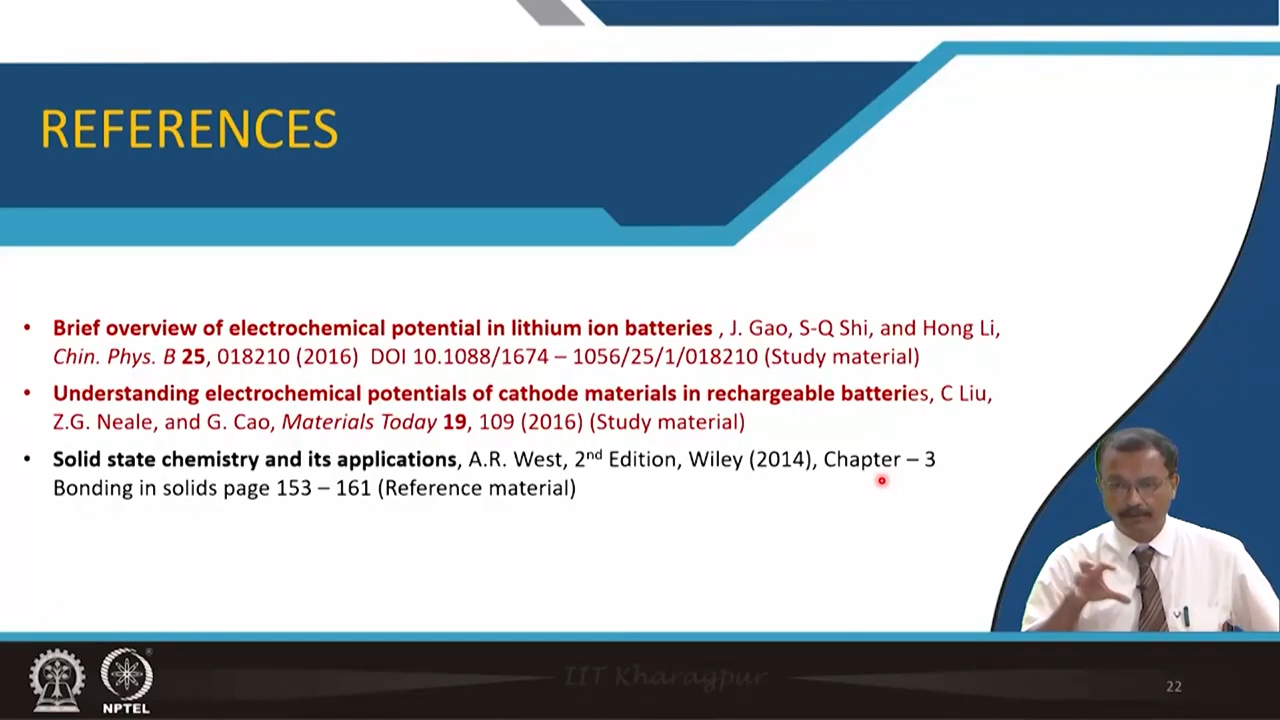 REFERENCES
• Brief overview of electrochemical potential in lithium ion batteries , J. Gao, S-Q Shi, and Hong Li,
Chin. Phys. B 25, 018210 (2016) DOI 10.1088/1674 – 1056/25/1/018210 (Study material)
• Understanding electrochemical potentials of cathode materials in rechargeable batteries, C Liu,
Z.G. Neale, and G. Cao, Materials Today 19, 109 (2016) (Study material)
• Solid state chemistry and its applications, A.R. West, 2nd Edition, Wiley (2014), Chapter – 3
Bonding in solids page 153 – 161 (Reference material)
IIT Kharagpur
22
NPTEL